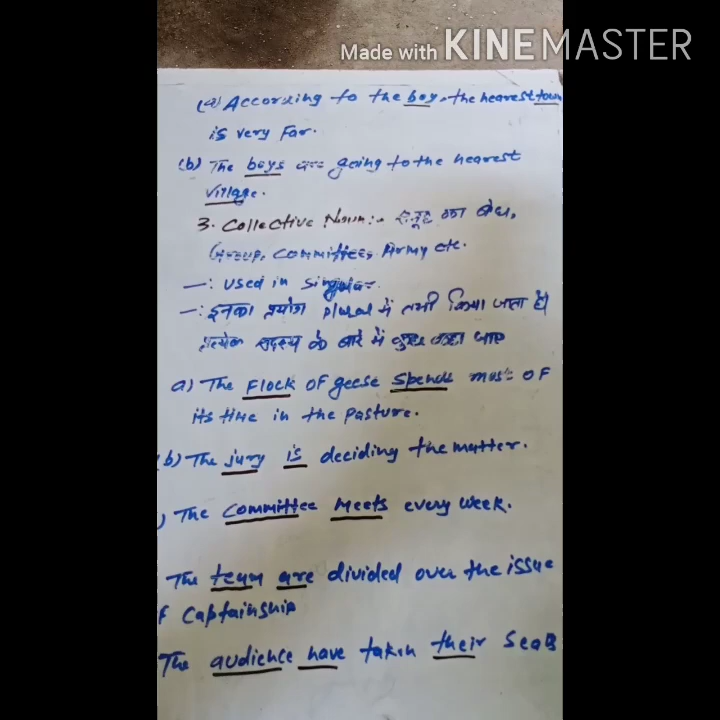 Made with KINEMASTER
(a) According to the boy, the nearest town
is very far.
(b) The boys are going to the nearest
village.
3. Collective Noun:- समूह का बोध,
Group, Committee, Army etc.
—: used in singular
—: इनका प्रयोग plural में तभी किया जाता है।
प्रत्येक सदस्य के बारे में कुछ कहा जाए
a) The Flock of geese spends most of
its time in the pasture.
(b) The jury is deciding the matter.
) The Committee Meets every week.
The team are divided over the issue
f Captainship
The audience have taken their seats